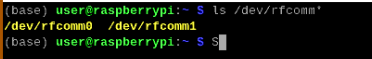 (base) user@raspberrypi:~ $ ls /dev/rfcomm*
/dev/rfcomm0  /dev/rfcomm1
(base) user@raspberrypi:~ $ S